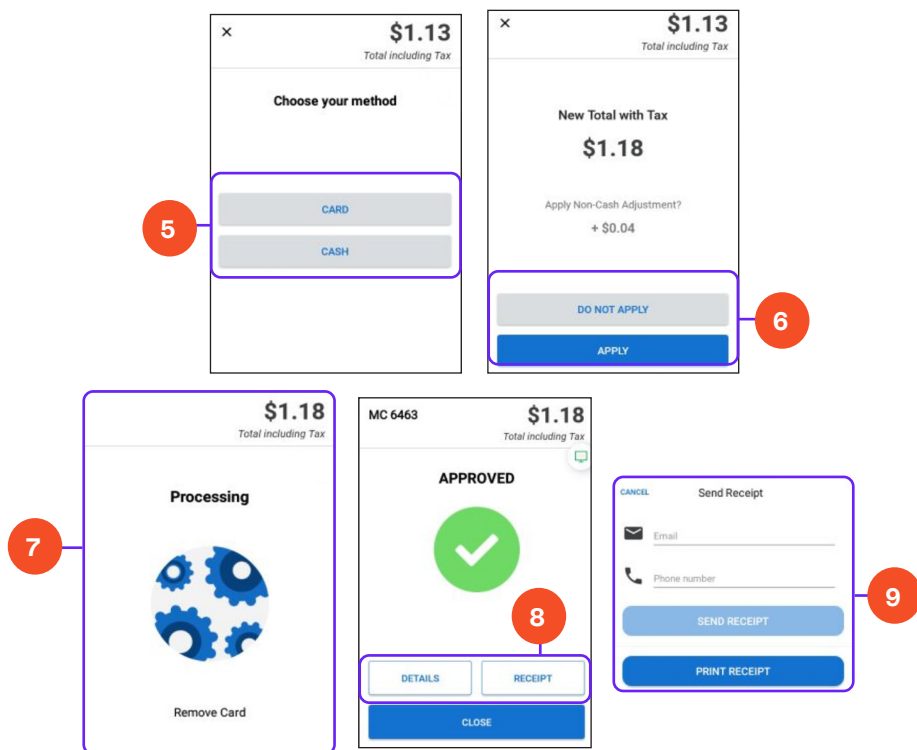 ×
$1.13
Total including Tax
Choose your method
5
CARD
CASH
×
$1.13
Total including Tax
New Total with Tax
$1.18
Apply Non-Cash Adjustment?
+ $0.04
DO NOT APPLY
APPLY
6
7
$1.18
Total including Tax
Processing
Remove Card
MC 6463
$1.18
Total including Tax
APPROVED
8
DETAILS
RECEIPT
CLOSE
CANCEL
Send Receipt
Email
Phone number
SEND RECEIPT
PRINT RECEIPT
9